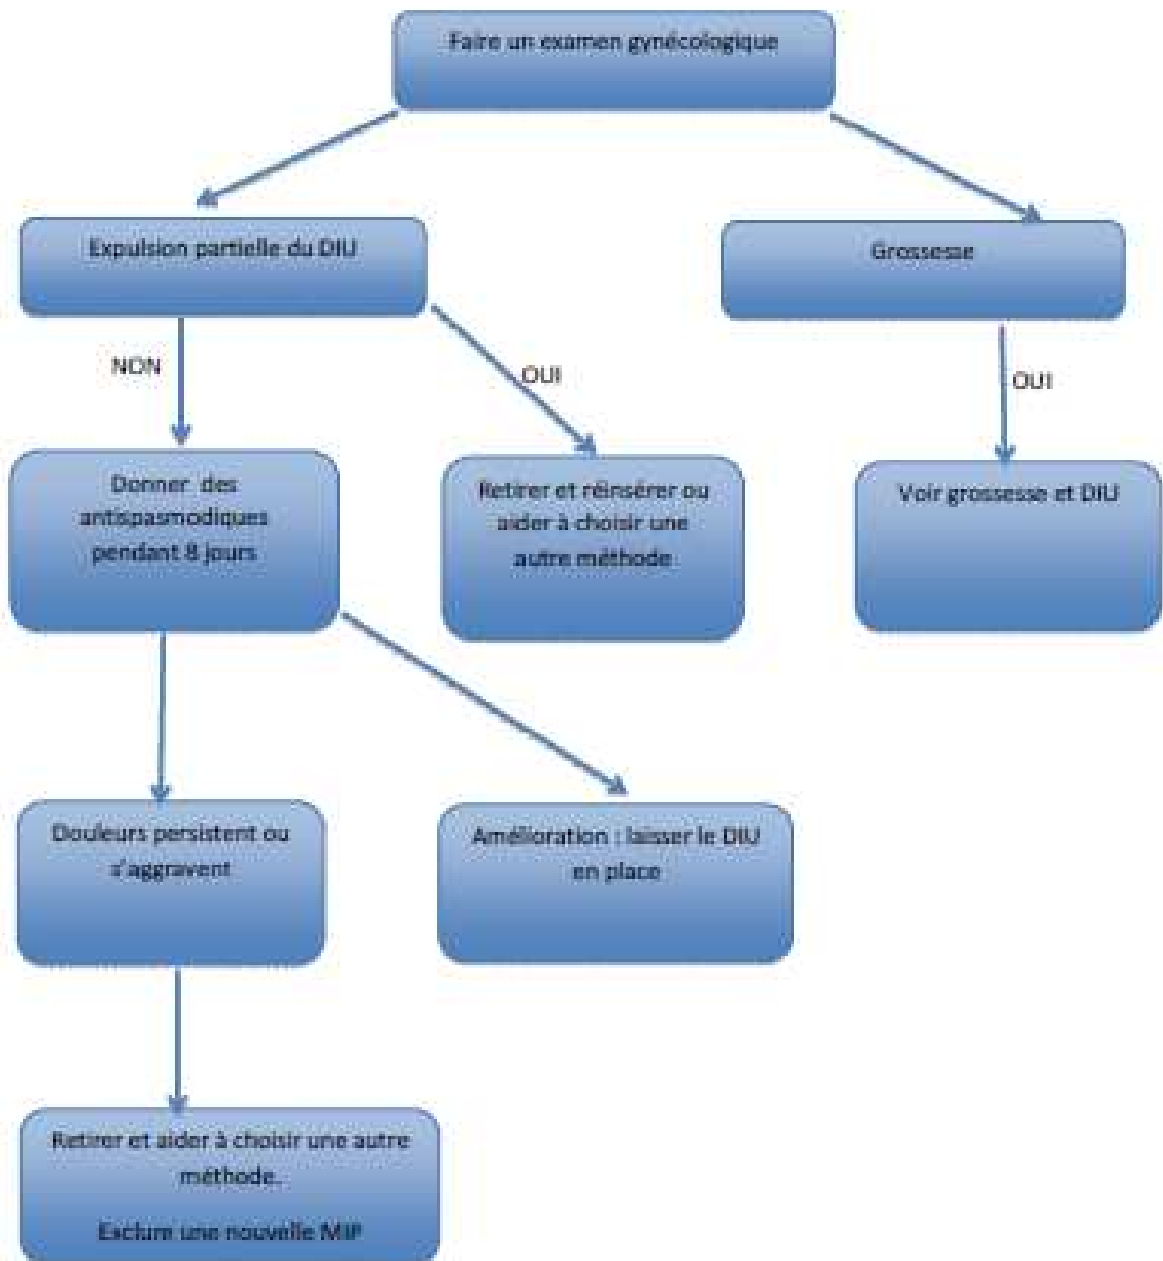 Faire un examen gynécologique
Expulsion partielle du DIU
Grossesse
NON
OUI
OUI
Donner des
antispasmodiques
pendant 8 jours
Retirer et réinsérer ou
aider à choisir une
autre méthode
Voir grossesse et DIU
Douleurs persistent ou
s'aggravent
Amélioration : laisser le DIU
en place
Retirer et aider à choisir une autre
méthode.
Exclure une nouvelle MIP